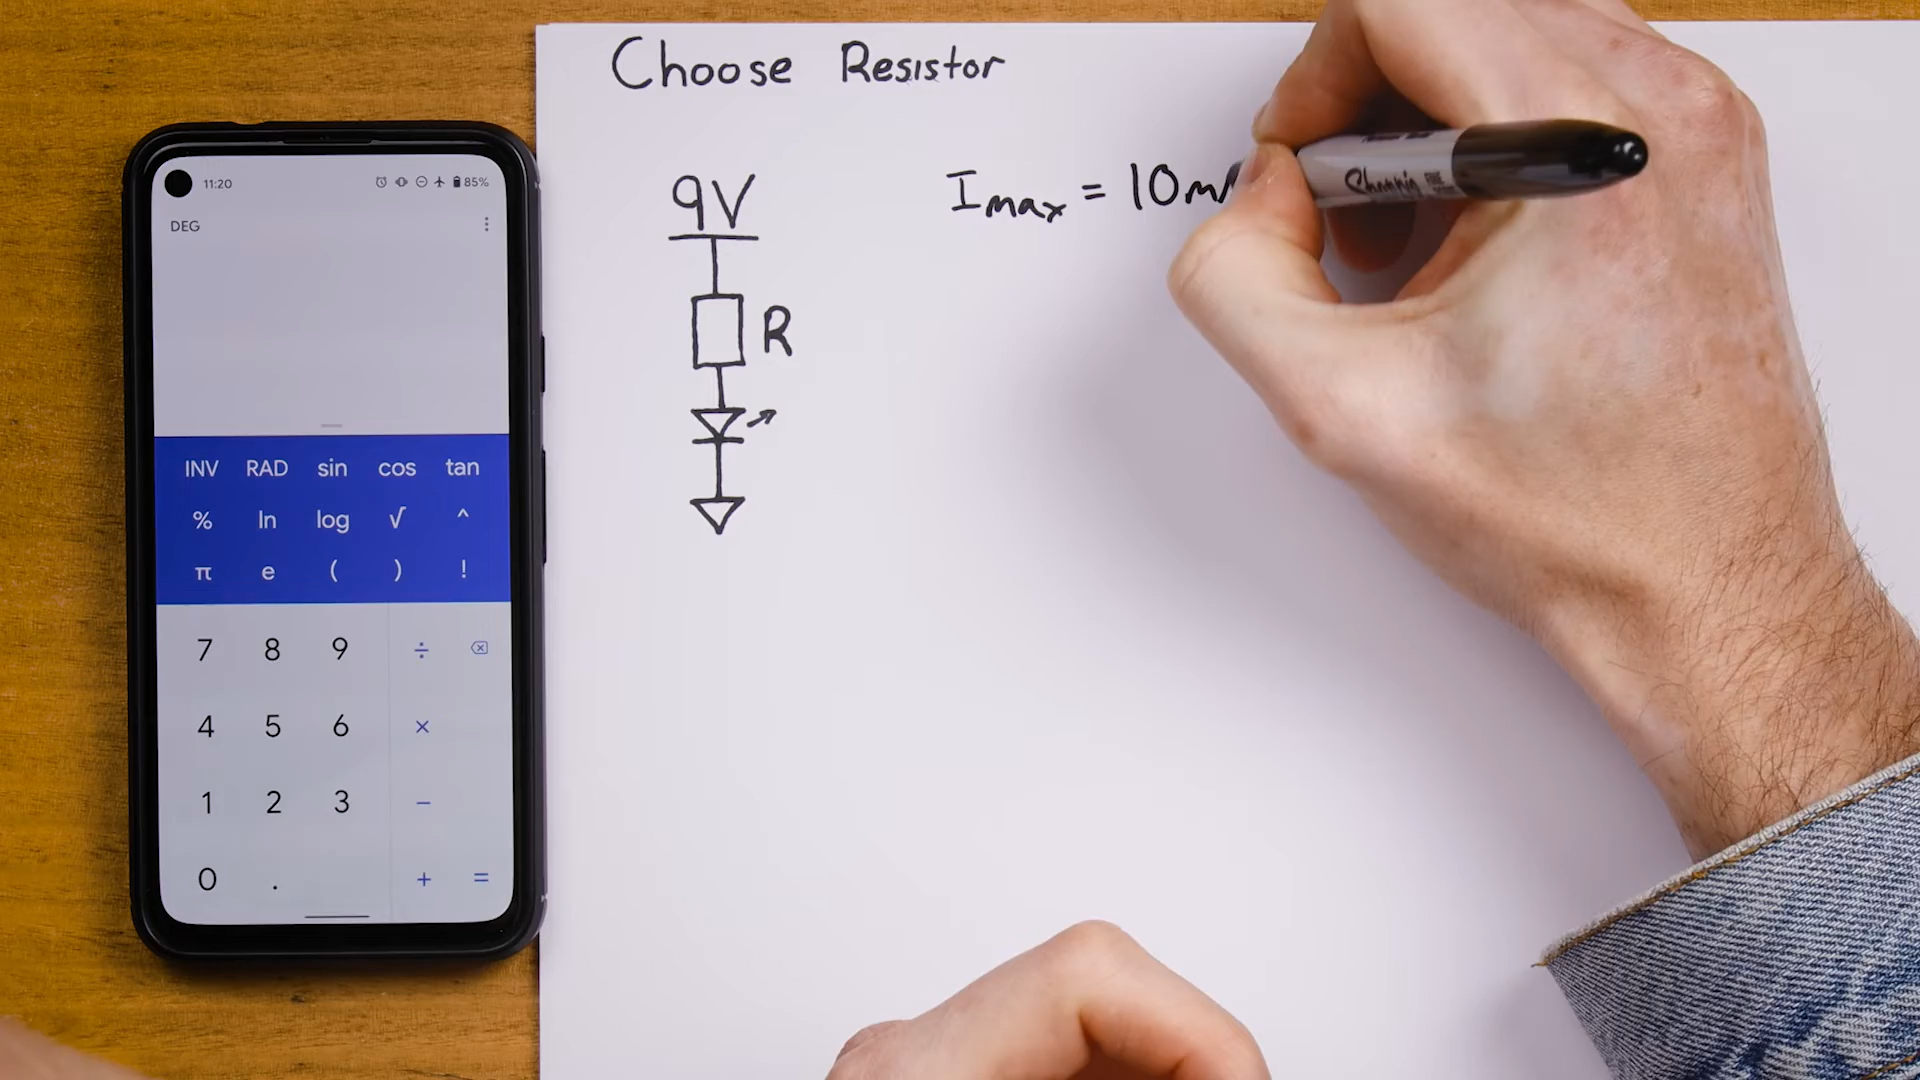 Choose Resistor
9V
Imax = 10m
R
11:20
85%
DEG
INV RAD sin cos tan
% ln log √ ^
π e ( ) !
7 8 9 ÷
4 5 6 ×
1 2 3 −
0 . + =
Sharpie